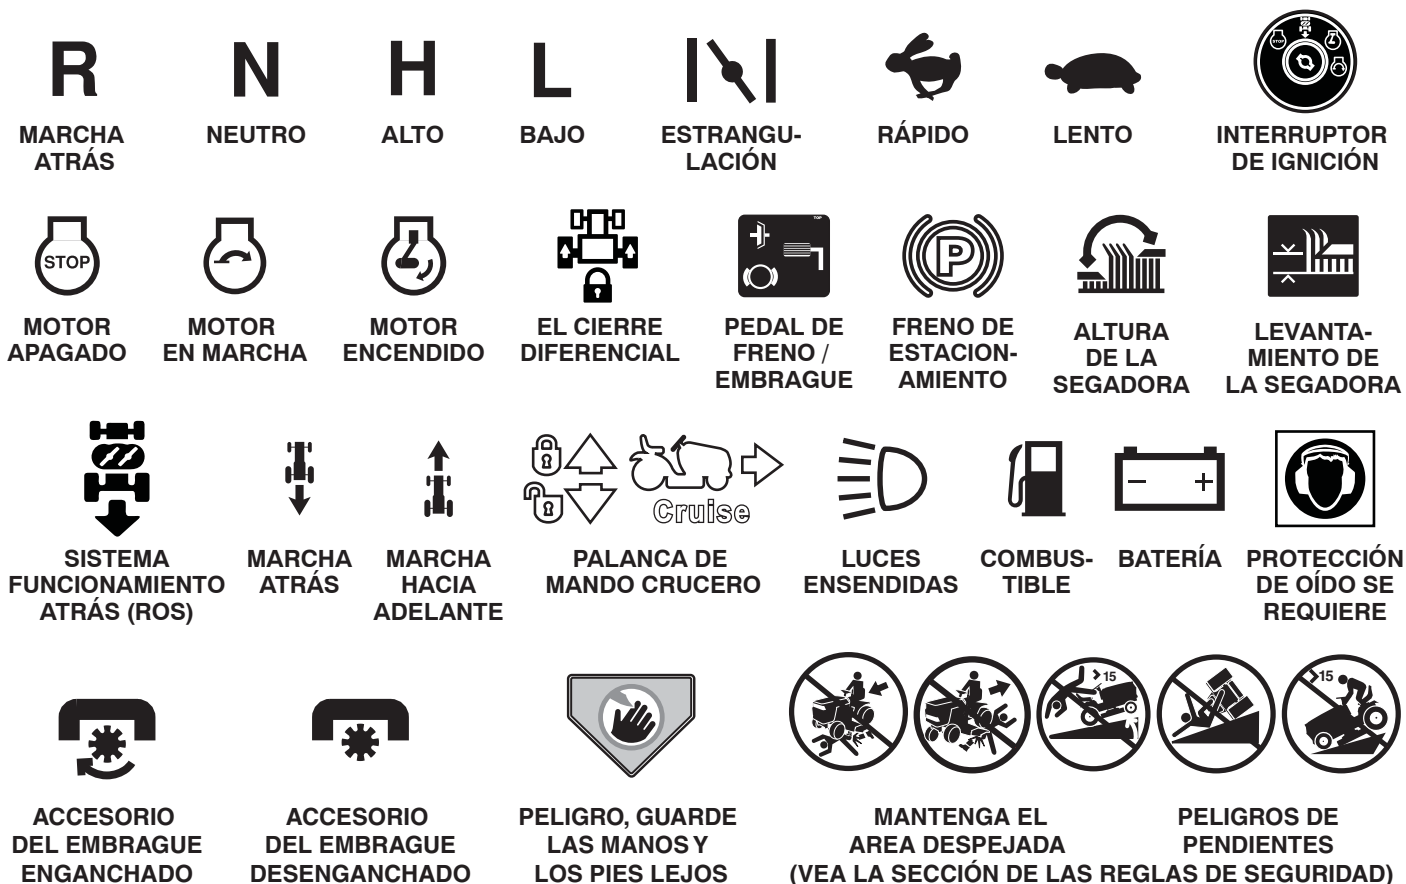 R N H L
MARCHA
ATRÁS
NEUTRO
ALTO
BAJO
ESTRANGU-
LACIÓN
RÁPIDO
LENTO
STOP
INTERRUPTOR
DE IGNICIÓN
STOP
MOTOR
APAGADO
MOTOR
EN MARCHA
MOTOR
ENCENDIDO
EL CIERRE
DIFERENCIAL
TOP
PEDAL DE
FRENO /
EMBRAGUE
P
FRENO DE
ESTACION-
AMIENTO
ALTURA
DE LA
SEGADORA
LEVANTA-
MIENTO DE
LA SEGADORA
SISTEMA
FUNCIONAMIENTO
ATRÁS (ROS)
MARCHA
ATRÁS
MARCHA
HACIA
ADELANTE
Cruise
PALANCA DE
MANDO CRUCERO
LUCES
ENSENDIDAS
COMBUS-
TIBLE
- +
BATERÍA
PROTECCIÓN
DE OÍDO SE
REQUIERE
ACCESORIO
DEL EMBRAGUE
ENGANCHADO
ACCESORIO
DEL EMBRAGUE
DESENGANCHADO
PELIGRO, GUARDE
LAS MANOS Y
LOS PIES LEJOS
>15
>15
MANTENGA EL
AREA DESPEJADA
PELIGROS DE
PENDIENTES
(VEA LA SECCIÓN DE LAS REGLAS DE SEGURIDAD)